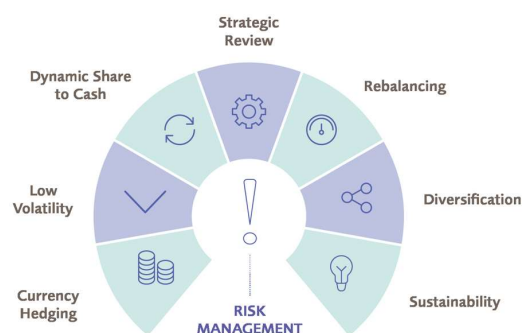 Strategic
Review
Dynamic Share
to Cash
Rebalancing
Low
Volatility
Diversification
Currency
Hedging
Sustainability
RISK
MANAGEMENT